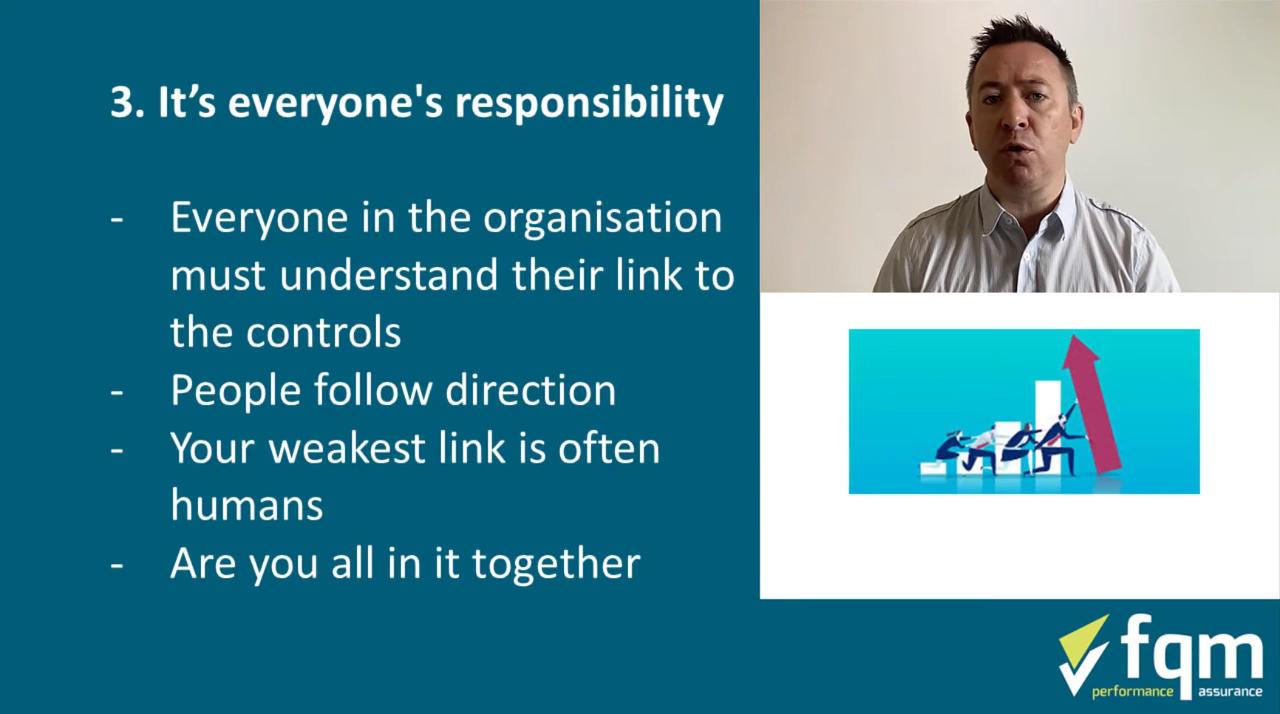 3. It’s everyone's responsibility
- Everyone in the organisation
must understand their link to
the controls
- People follow direction
- Your weakest link is often
humans
- Are you all in it together
fqm
performance assurance